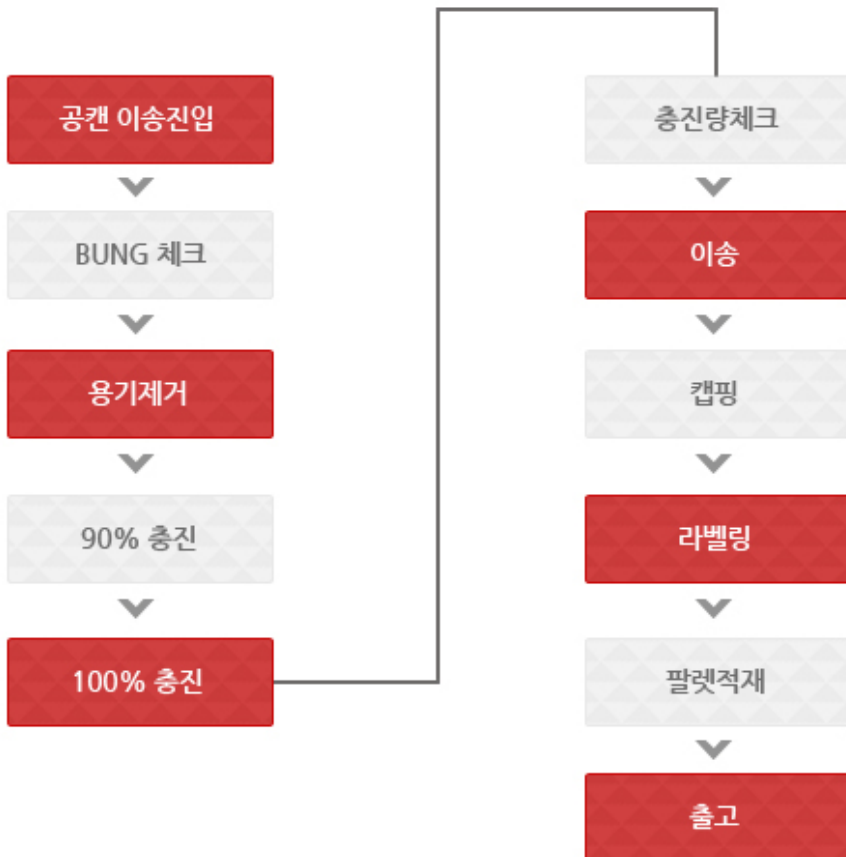 공캔 이송진입
BUNG 체크
용기제거
90% 충진
100% 충진
충진량체크
이송
캡핑
라벨링
팔렛적재
출고